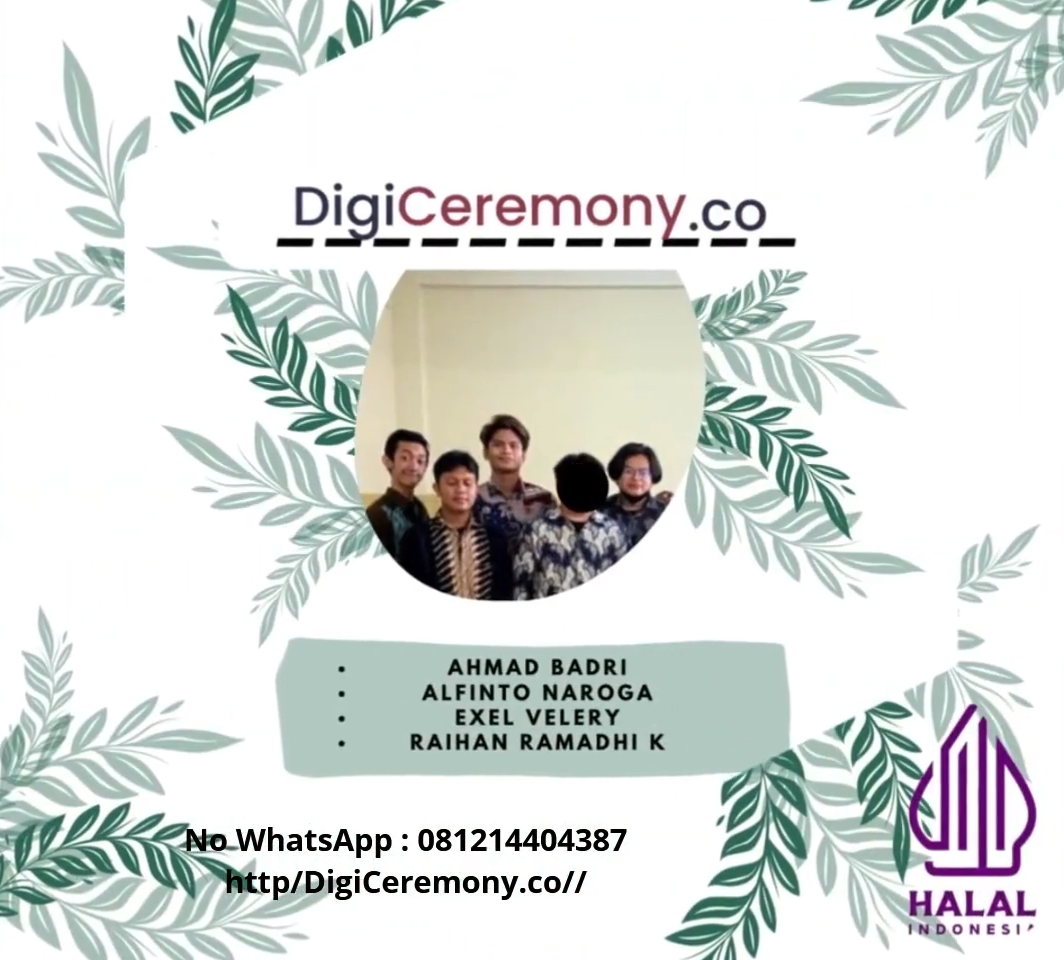 DigiCeremony.co
• AHMAD BADRI
• ALFINTO NAROGA
• EXEL VELERY
• RAIHAN RAMADHI K
No WhatsApp : 081214404387
http/DigiCeremony.co//
HALAL
INDONESIA